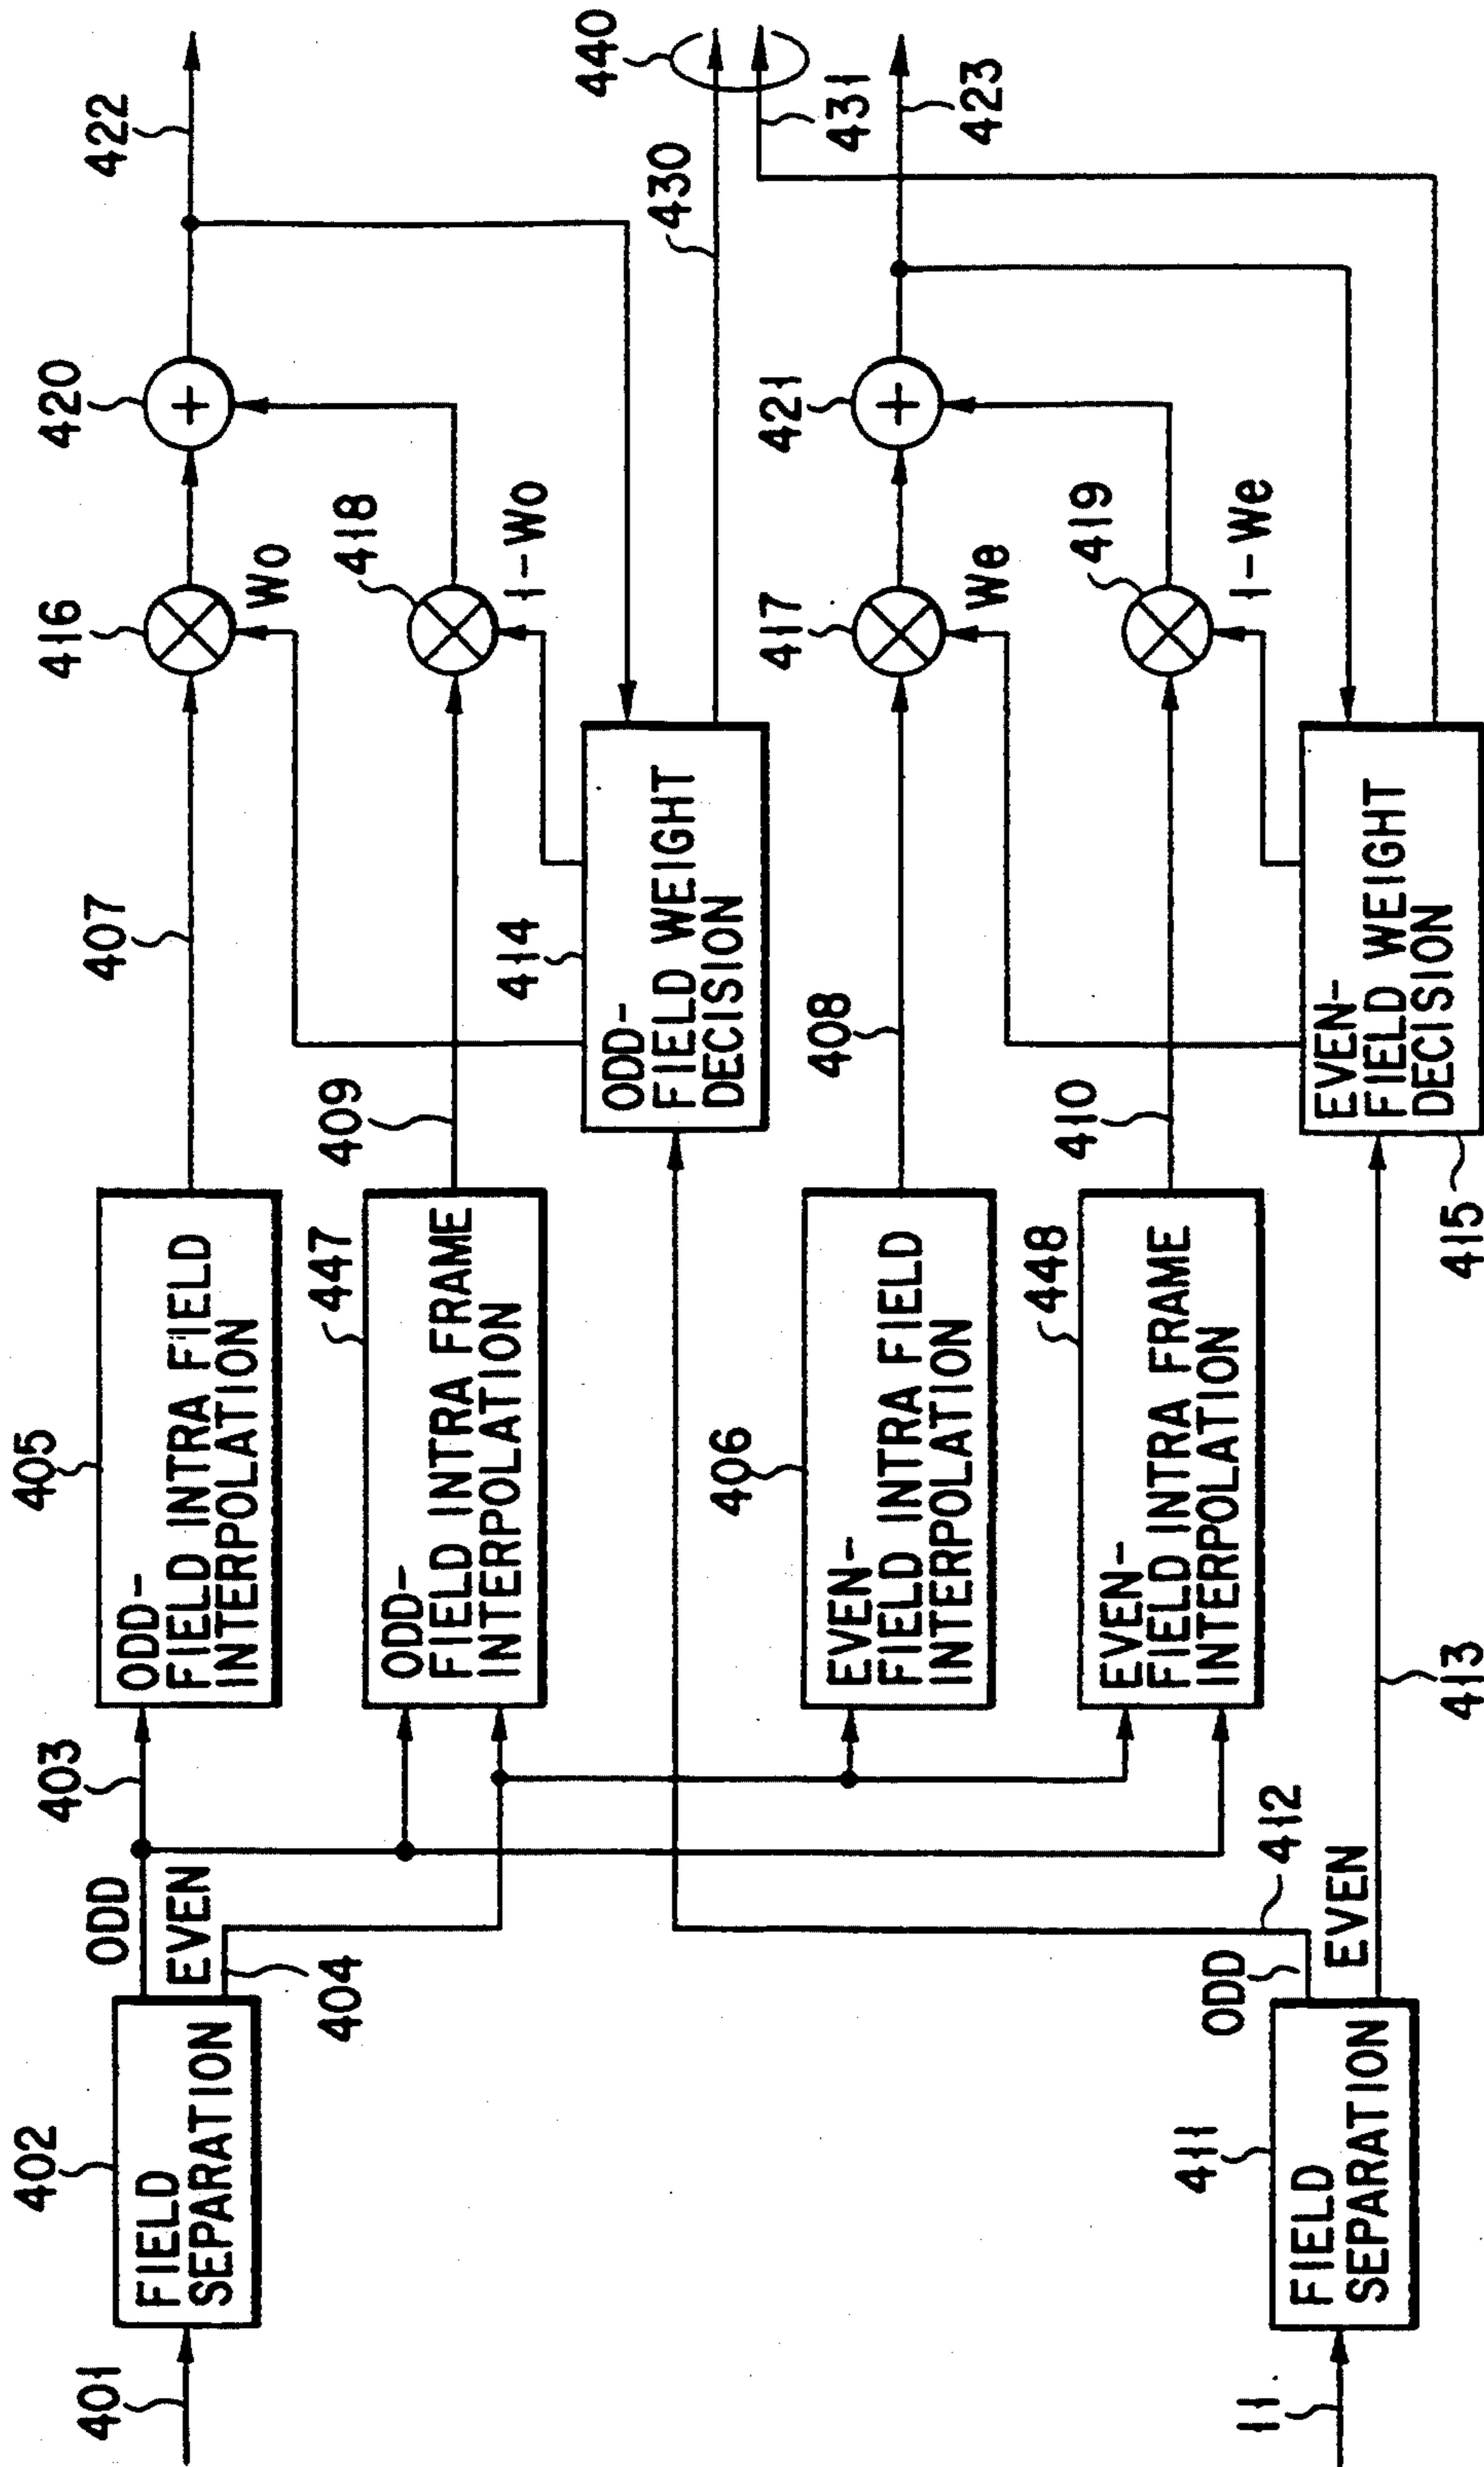 401
402
FIELD
SEPARATION
ODD
EVEN
403
404
405
ODD-
FIELD INTRA FIELD
INTERPOLATION
407
416
Wo
420
422
447
ODD-
FIELD INTRA FRAME
INTERPOLATION
409
418
1-Wo
414
ODD-
FIELD WEIGHT
DECISION
430
440
431
406
EVEN-
FIELD INTRA FIELD
INTERPOLATION
408
417
We
421
423
448
EVEN-
FIELD INTRA FRAME
INTERPOLATION
410
419
1-We
11
411
FIELD
SEPARATION
ODD
EVEN
412
413
415
EVEN-
FIELD WEIGHT
DECISION